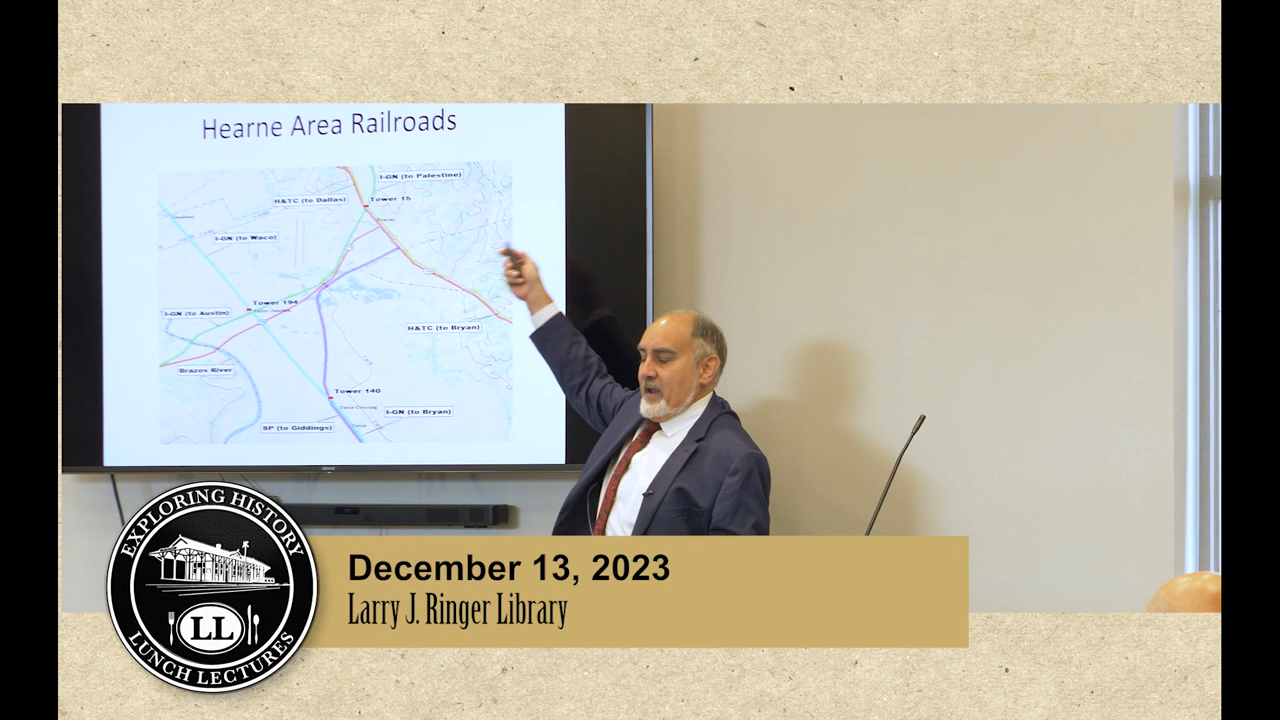 Hearne Area Railroads
I-GN (to Palestine)
H&TC (to Dallas)
Tower 15
Hearne
I-GN (to Waco)
Tower 194
I-GN (to Austin)
H&TC (to Bryan)
Brazos River
Tower 140
I-GN (to Bryan)
SP (to Giddings)
EXPLORING HISTORY
LL
LUNCH LECTURES
December 13, 2023
Larry J. Ringer Library